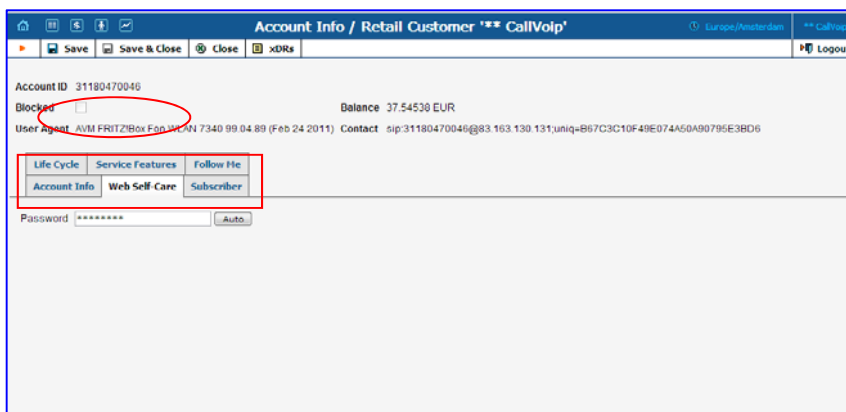 Account Info / Retail Customer '** CallVoip' Europe/Amsterdam ** CallVoip
Save Save & Close Close xDRs Logou
Account ID 31180470046
Blocked Balance 37.54538 EUR
User Agent AVM FRITZ!Box Fon WLAN 7340 99.04.89 (Feb 24 2011) Contact sip:31180470046@83.163.130.131;uniq=B67C3C10F49E074A50A90795E3BD6
Life Cycle Service Features Follow Me
Account Info Web Self-Care Subscriber
Password ******** Auto